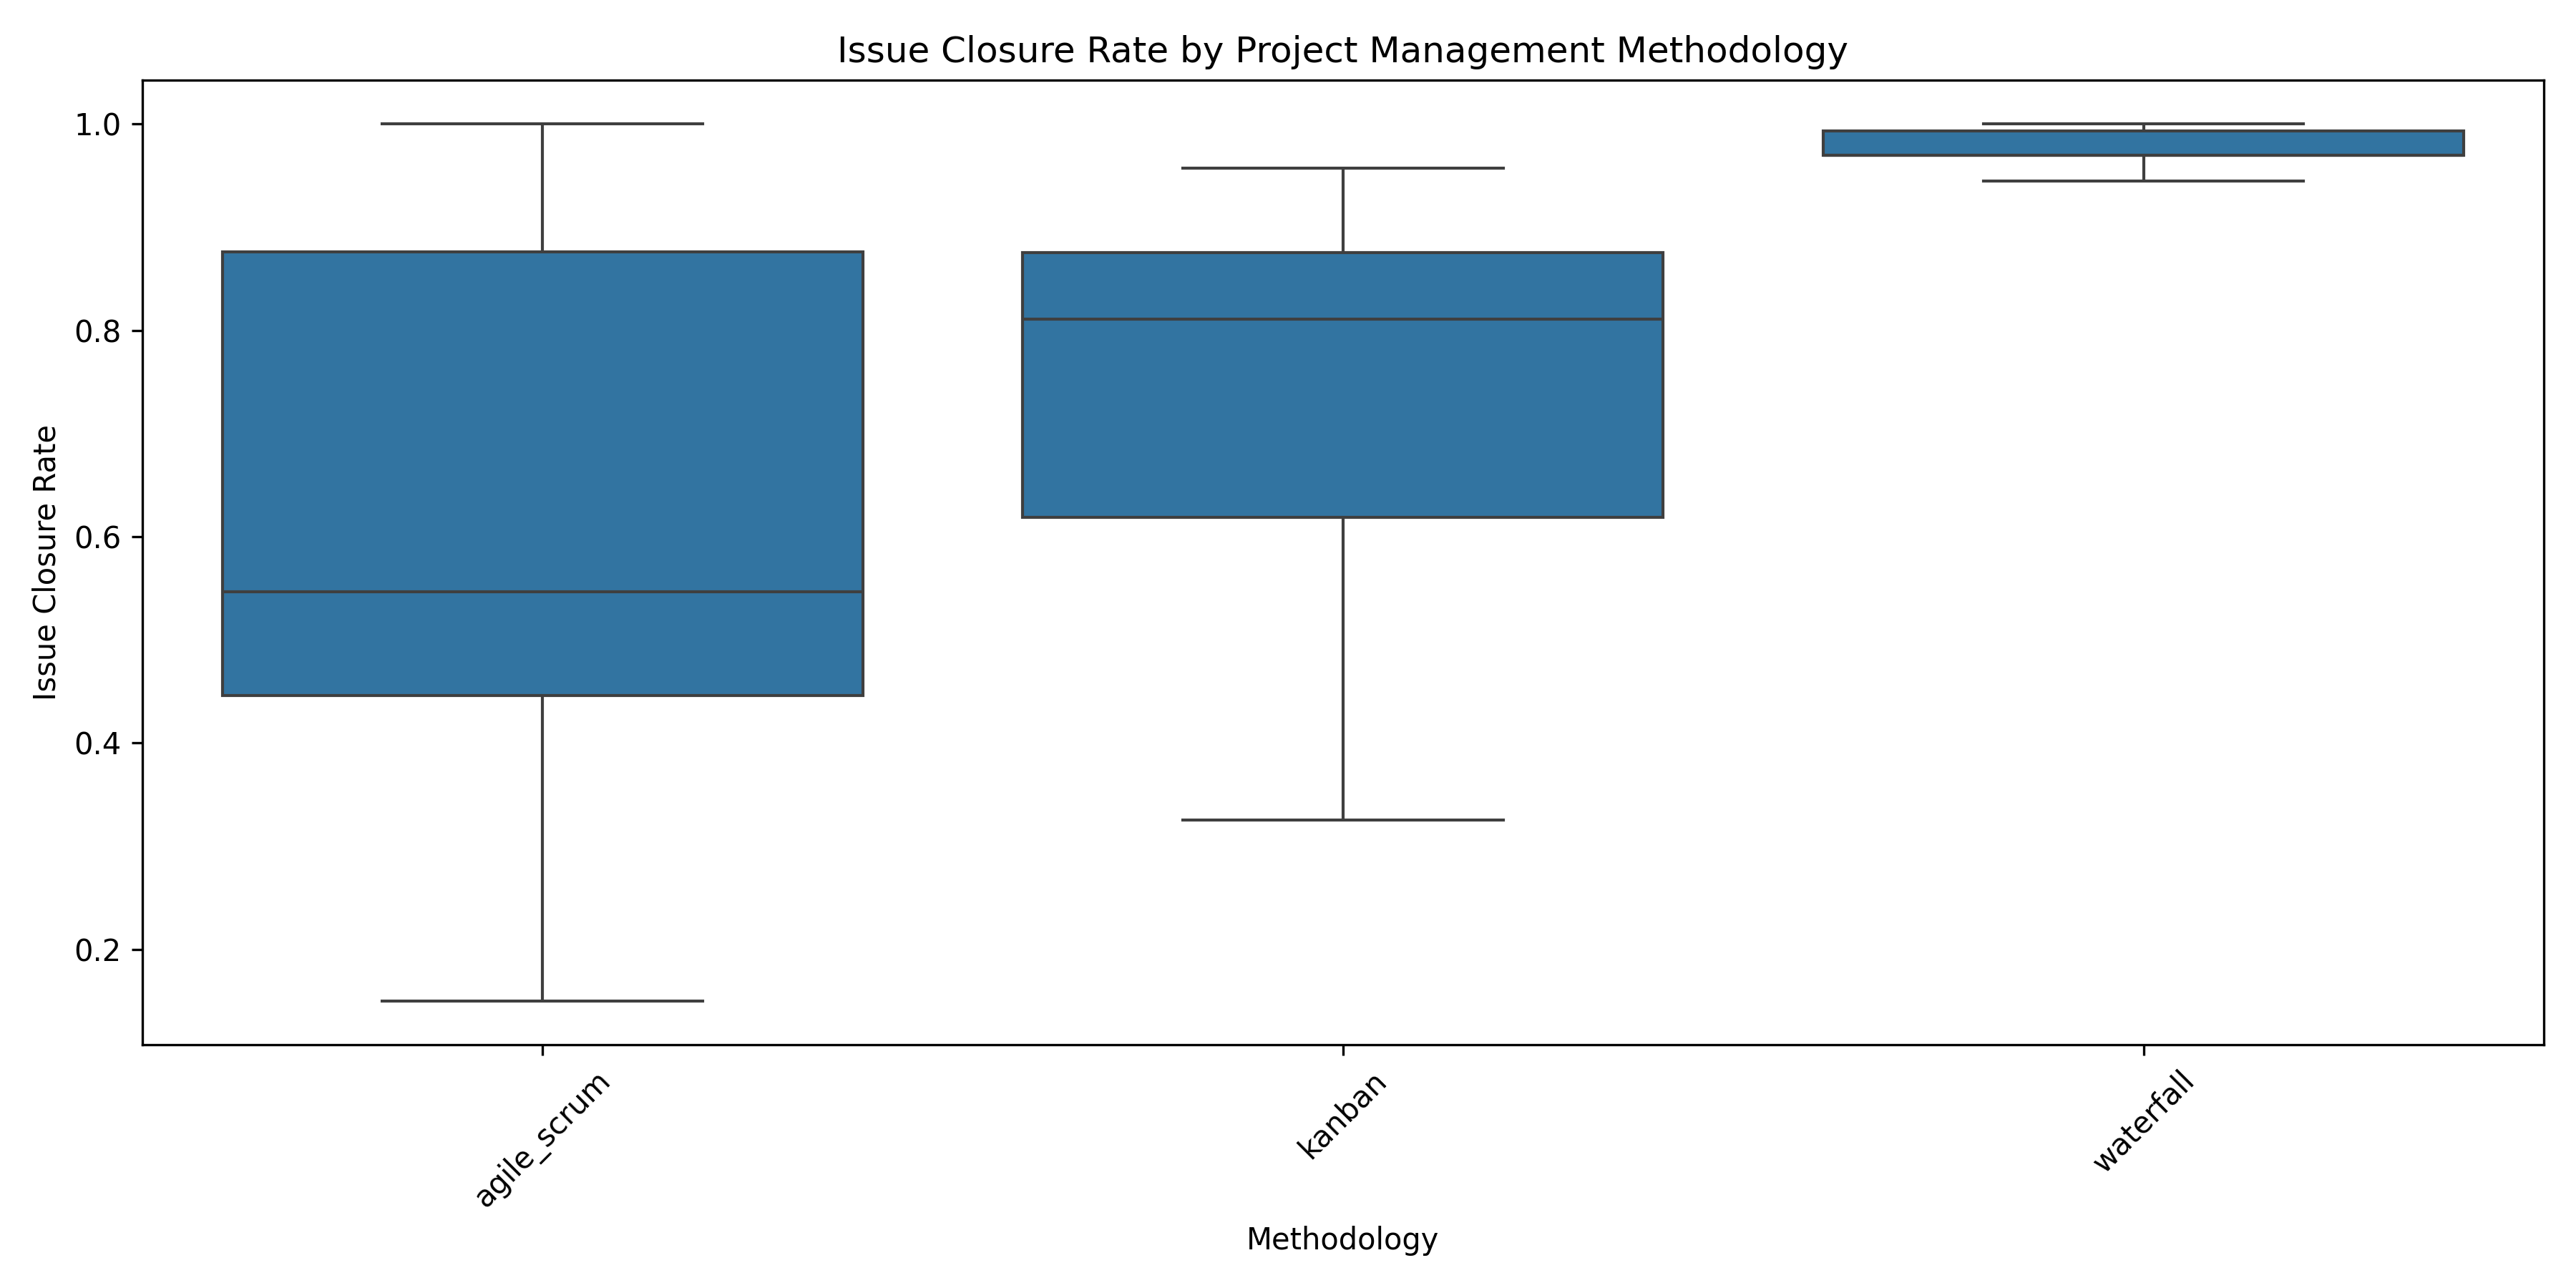 Issue Closure Rate by Project Management Methodology
Issue Closure Rate
1.0
0.8
0.6
0.4
0.2
agile_scrum
kanban
waterfall
Methodology